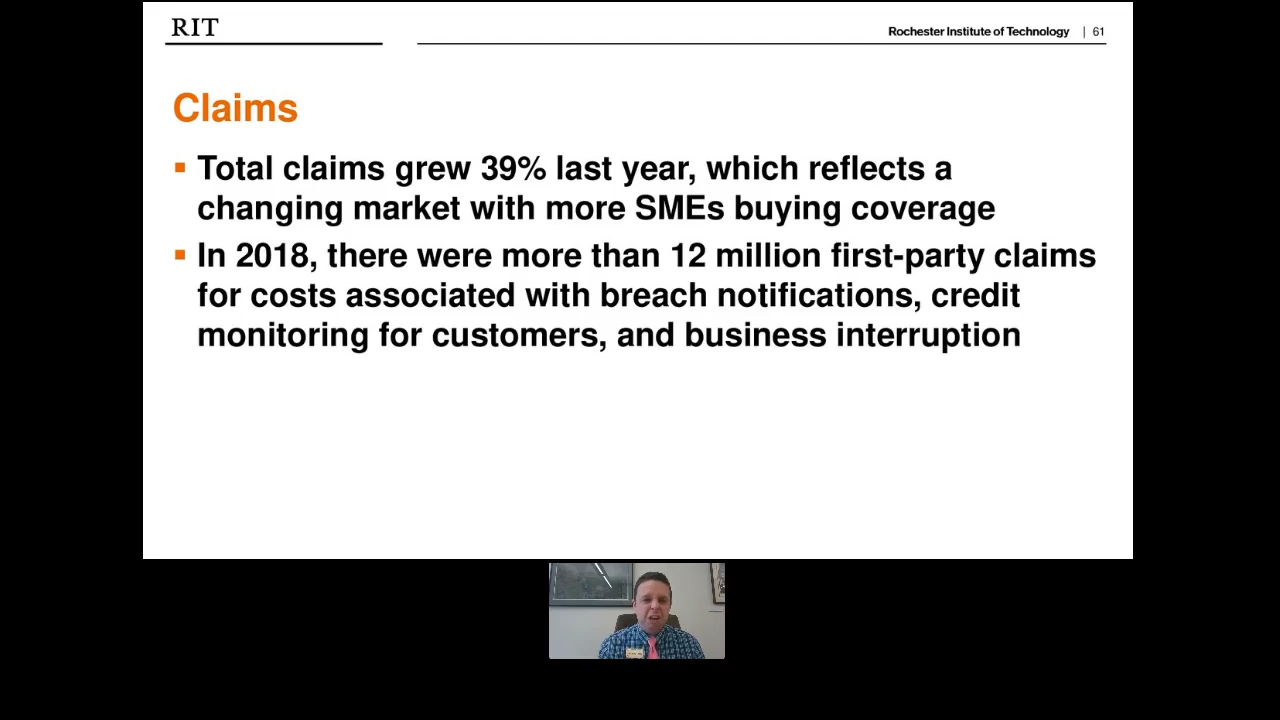 RIT
Rochester Institute of Technology | 61
Claims
▪ Total claims grew 39% last year, which reflects a
changing market with more SMEs buying coverage
▪ In 2018, there were more than 12 million first-party claims
for costs associated with breach notifications, credit
monitoring for customers, and business interruption